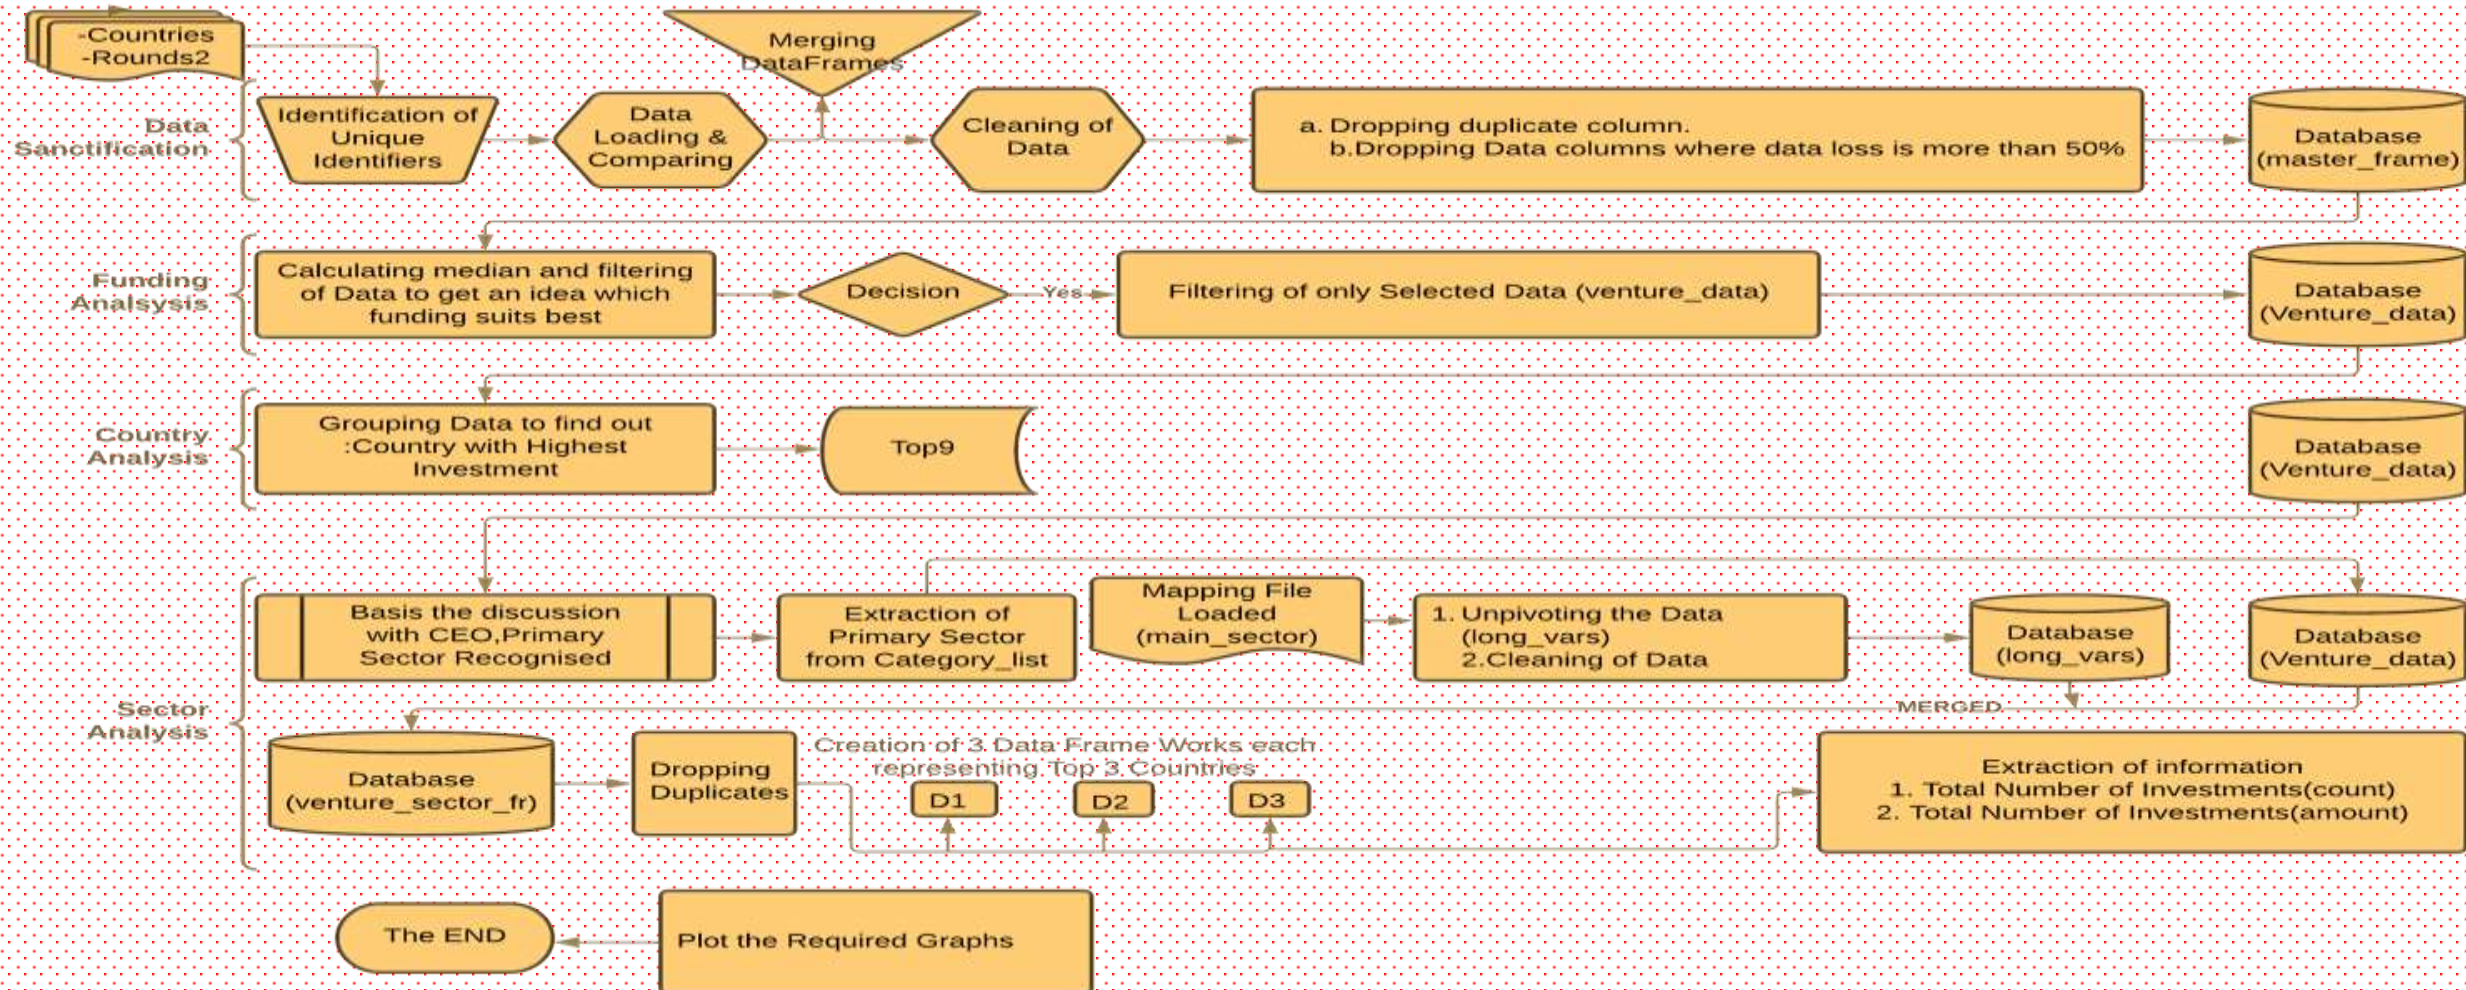 -Countries
-Rounds2
Merging
DataFrames
Data
Sanctification
Identification of
Unique
Identifiers
Data
Loading &
Comparing
Cleaning of
Data
a. Dropping duplicate column.
b.Dropping Data columns where data loss is more than 50%
Database
(master_frame)
Funding
Analsysis
Calculating median and filtering
of Data to get an idea which
funding suits best
Decision
Yes
Filtering of only Selected Data (venture_data)
Database
(Venture_data)
Country
Analysis
Grouping Data to find out
:Country with Highest
Investment
Top9
Database
(Venture_data)
Sector
Analysis
Basis the discussion
with CEO,Primary
Sector Recognised
Extraction of
Primary Sector
from Category_list
Mapping File
Loaded
(main_sector)
1. Unpivoting the Data
(long_vars)
2.Cleaning of Data
Database
(long_vars)
Database
(Venture_data)
MERGED
Database
(venture_sector_fr)
Dropping
Duplicates
Creation of 3 Data Frame Works each
representing Top 3 Countries
D1
D2
D3
Extraction of information
1. Total Number of Investments(count)
2. Total Number of Investments(amount)
The END
Plot the Required Graphs